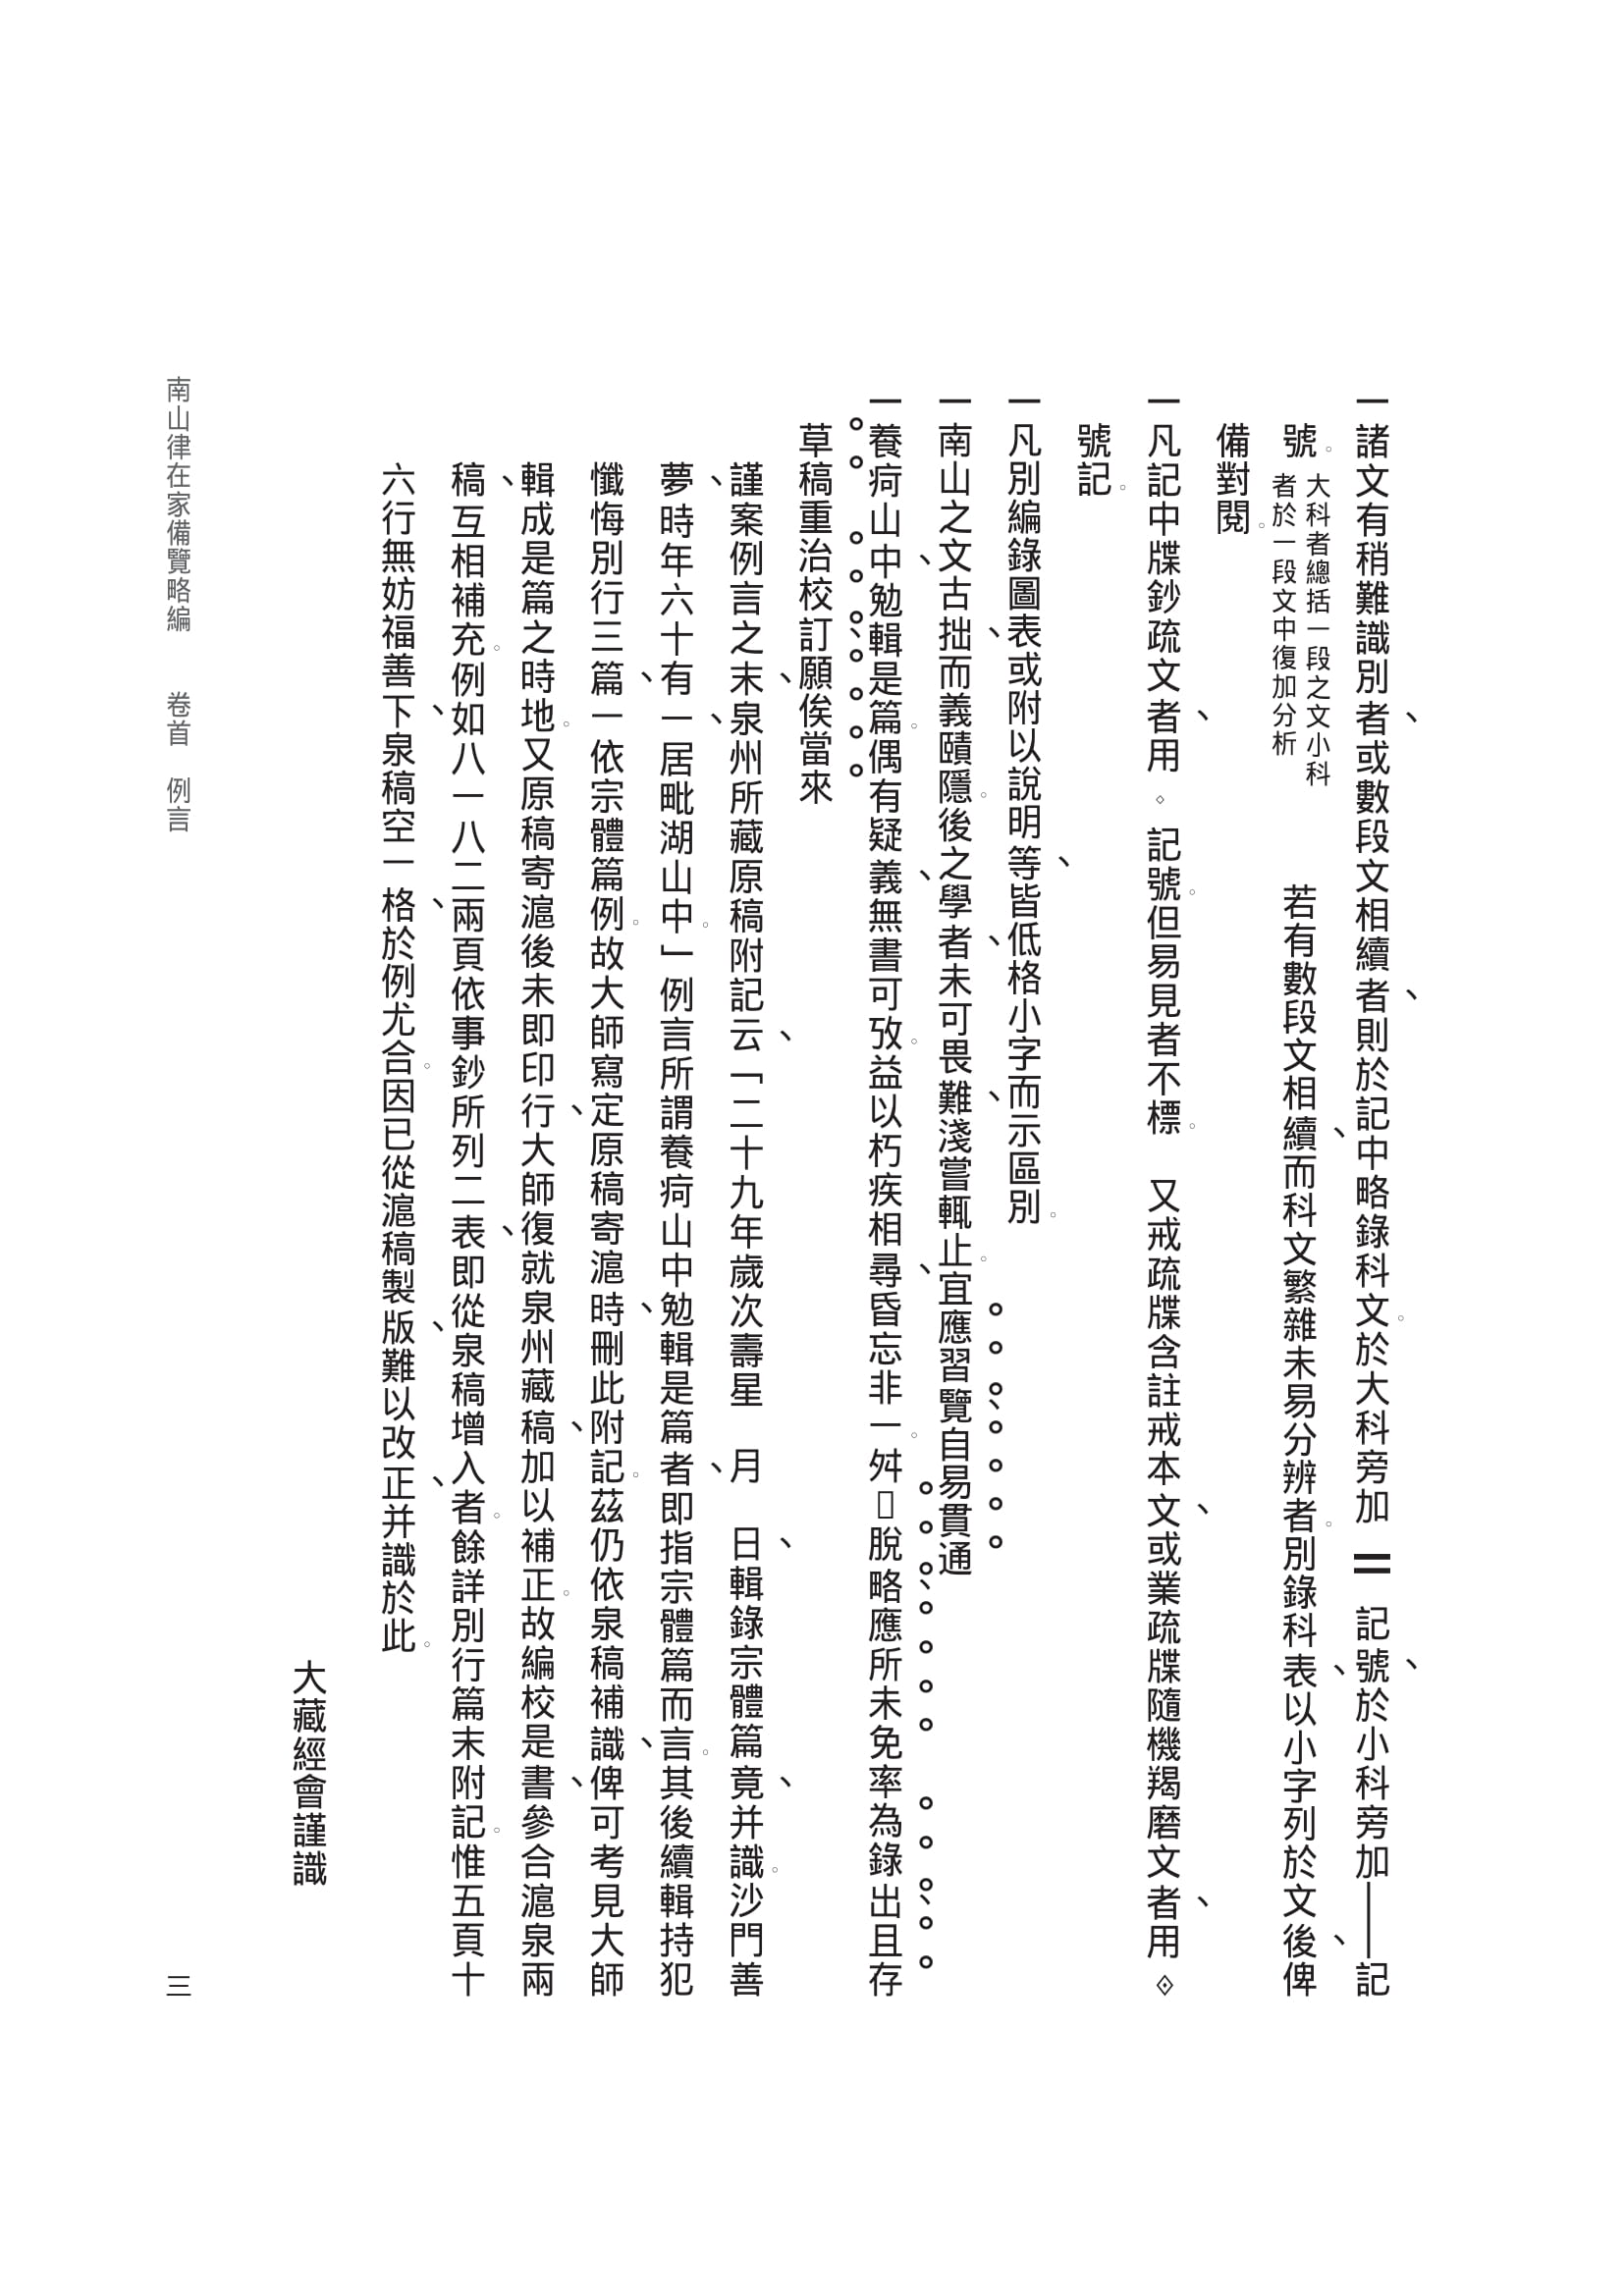 一諸文有稍難識別者、或數段文相續者、則於記中略錄科文。於大科旁加 〓 記號、於小科旁加——記
號。大科者總括一段之文小科者於一段文中復加分析 若有數段文相續、而科文繁雜未易分辨者。別錄科表、以小字列於文後、俾
備對閱。
一凡記中牒鈔疏文者、用 ◇ 記號。但易見者不標。 又戒疏牒含註戒本文、或業疏牒隨機羯磨文者、用◈
號記。
一凡別編錄圖表或附以說明等、皆低格小字而示區別。
一南山之文古拙、而義賾隱。後之學者、未可畏難、淺嘗輒止。宜應習覽、自易貫通
一養疴山中、勉輯是篇。偶有疑義、無書可攷。益以朽疾相尋、昏忘非一。舛脫略、應所未免率為錄出、且存
草稿重治校訂、願俟當來
謹案例言之末、泉州所藏原稿附記云、「二十九年歲次壽星 月 日、輯錄宗體篇竟、并識。沙門善
夢、時年六十有一、居毗湖山中。」例言所謂養疴山中勉輯是篇者、即指宗體篇而言。其後續輯持犯
懺悔別行三篇、一依宗體篇例。故大師寫定原稿寄滬時、刪此附記。茲仍依泉稿補識、俾可考見大師
輯成是篇之時地。又原稿寄滬後未即印行、大師復就泉州藏稿、加以補正。故編校是書、參合滬泉兩
稿、互相補充。例如八一八二兩頁依事鈔所列二表、即從泉稿增入者。餘詳別行篇末附記。惟五頁十
六行無妨福善下、泉稿空一格、於例尤合。因已從滬稿製版、難以改正、并識於此。
大藏經會謹識
南山律在家備覽略編 卷首 例言
三